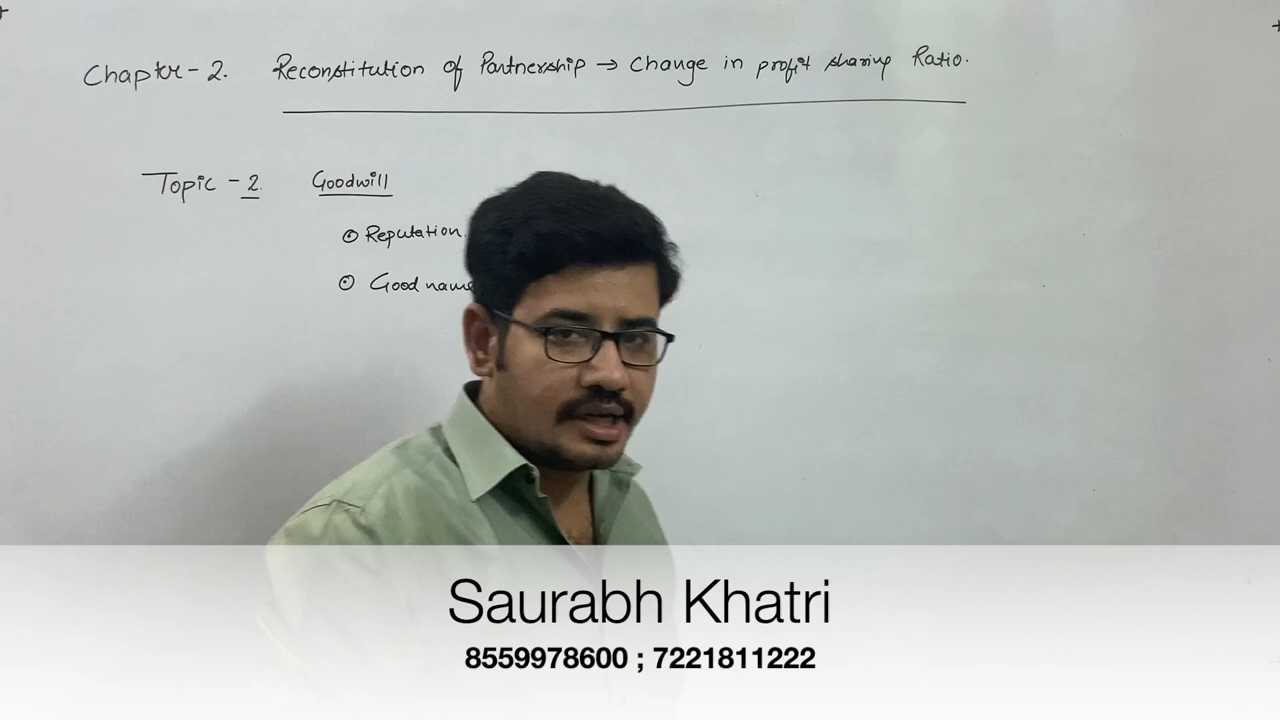 Chapter-2. Reconstitution of Partnership → Change in profit sharing Ratio.
Topic - 2. Goodwill
⊙ Reputation.
⊙ Good name
Saurabh Khatri
8559978600 ; 7221811222